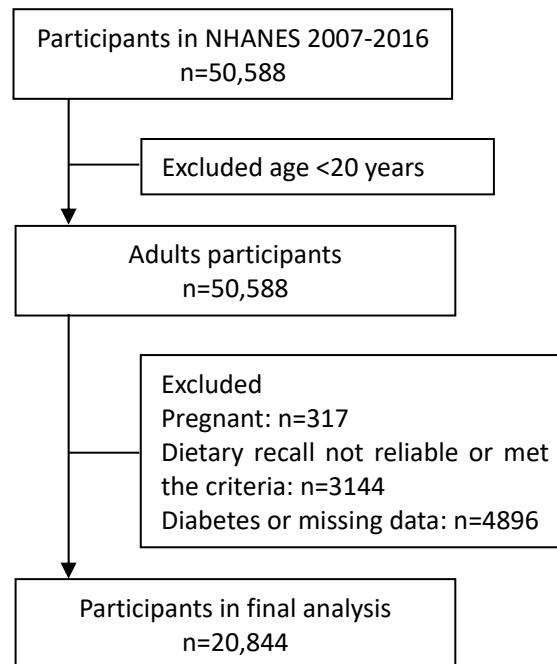 Participants in NHANES 2007-2016
n=50,588
Excluded age <20 years
Adults participants
n=50,588
Excluded
Pregnant: n=317
Dietary recall not reliable or met
the criteria: n=3144
Diabetes or missing data: n=4896
Participants in final analysis
n=20,844